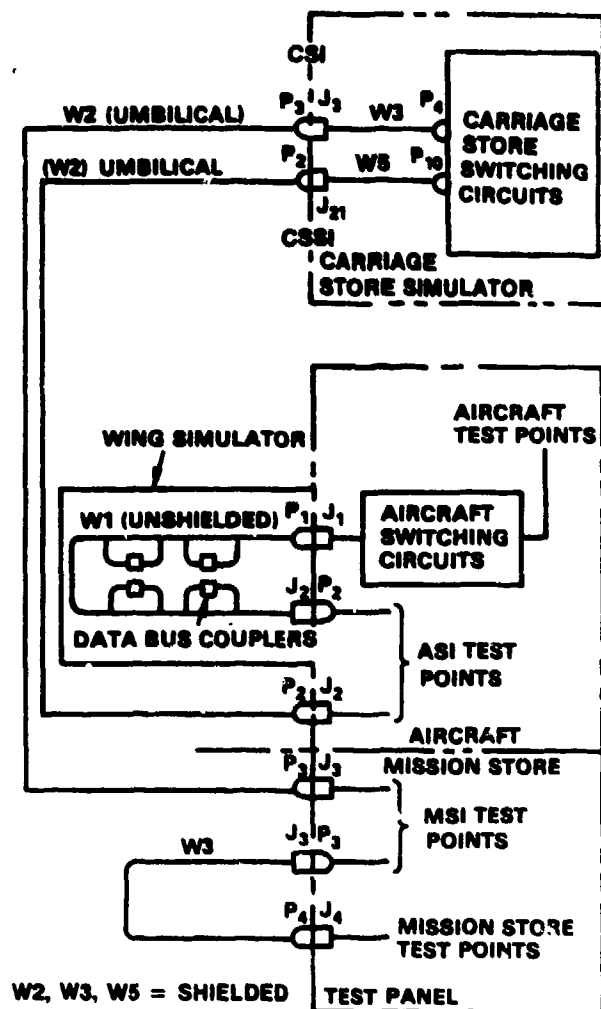 CSI
P3 J3
W2 (UMBILICAL)
W3
P4
CARRIAGE
STORE
SWITCHING
CIRCUITS
(W2) UMBILICAL
P2
W5
P10
J21
CSSI
CARRIAGE
STORE SIMULATOR
AIRCRAFT
TEST POINTS
WING SIMULATOR
W1 (UNSHIELDED)
P1 J1
AIRCRAFT
SWITCHING
CIRCUITS
J2 P2
DATA BUS COUPLERS
ASI TEST
POINTS
P2 J2
AIRCRAFT
MISSION STORE
P3 J3
MSI TEST
POINTS
W3
J3 P3
P4 J4
MISSION STORE
TEST POINTS
W2, W3, W5 = SHIELDED
TEST PANEL